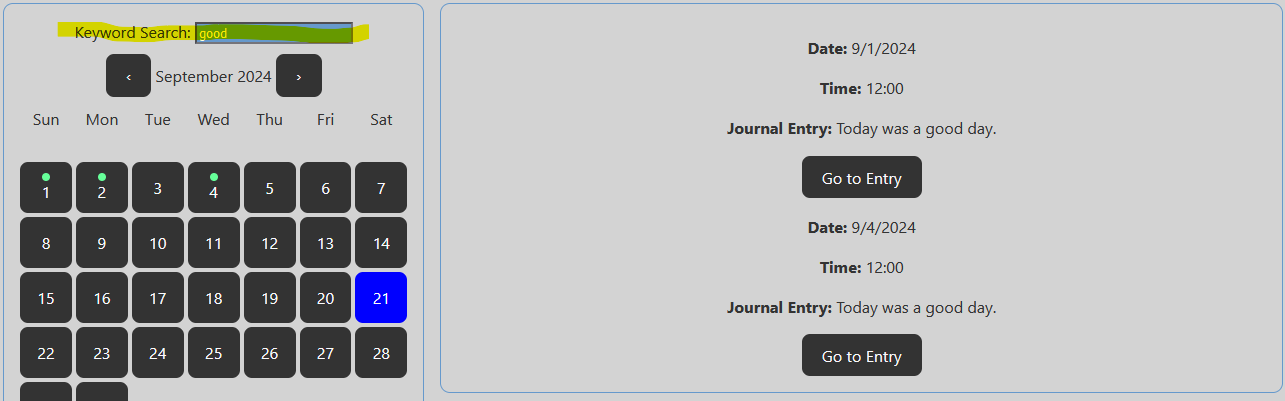 Keyword Search: good
‹ September 2024 ›
Sun Mon Tue Wed Thu Fri Sat
1 2 3 4 5 6 7
8 9 10 11 12 13 14
15 16 17 18 19 20 21
22 23 24 25 26 27 28
Date: 9/1/2024
Time: 12:00
Journal Entry: Today was a good day.
Go to Entry
Date: 9/4/2024
Time: 12:00
Journal Entry: Today was a good day.
Go to Entry